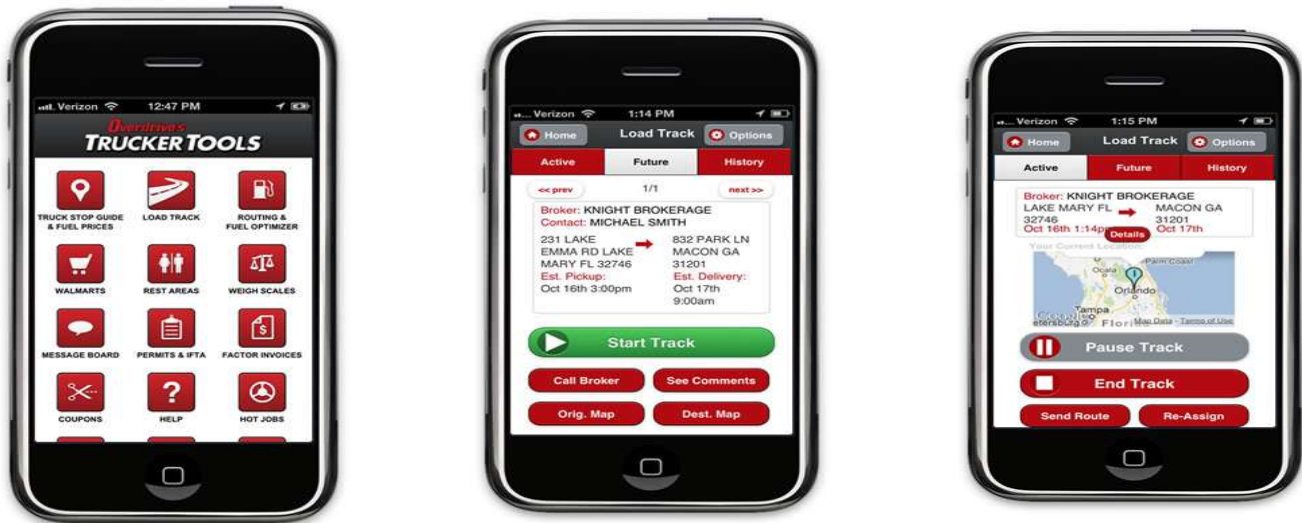 Verizon 12:47 PM
Overdrive's
TRUCKER TOOLS
TRUCK STOP GUIDE & FUEL PRICES
LOAD TRACK
ROUTING & FUEL OPTIMIZER
WALMARTS
REST AREAS
WEIGH SCALES
MESSAGE BOARD
PERMITS & IFTA
FACTOR INVOICES
COUPONS
HELP
HOT JOBS
Verizon 1:14 PM
Home Load Track Options
Active Future History
<< prev 1/1 next >>
Broker: KNIGHT BROKERAGE
Contact: MICHAEL SMITH
231 LAKE
EMMA RD LAKE
MARY FL 32746
Est. Pickup:
Oct 16th 3:00pm
832 PARK LN
MACON GA
31201
Est. Delivery:
Oct 17th
9:00am
Start Track
Call Broker See Comments
Orig. Map Dest. Map
Verizon 1:15 PM
Home Load Track Options
Active Future History
Broker: KNIGHT BROKERAGE
LAKE MARY FL
32746
Oct 16th 1:14pm
MACON GA
31201
Oct 17th
Details
Your Current Location:
Palm Coast
Ocala
Orlando
Tampa
etersburg
Florida
Map Data - Terms of Use
Pause Track
End Track
Send Route Re-Assign